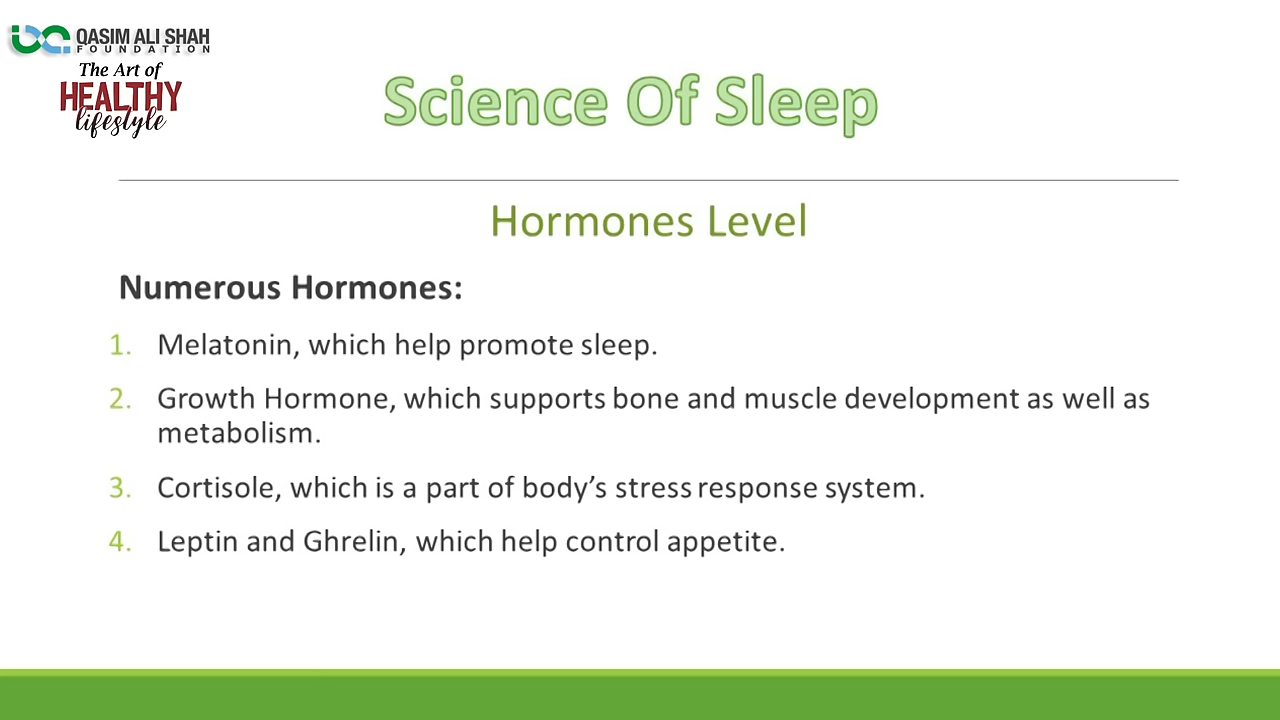 QASIM ALI SHAH
FOUNDATION
The Art of
HEALTHY
lifestyle
Science Of Sleep
Hormones Level
Numerous Hormones:
1. Melatonin, which help promote sleep.
2. Growth Hormone, which supports bone and muscle development as well as
metabolism.
3. Cortisole, which is a part of body’s stress response system.
4. Leptin and Ghrelin, which help control appetite.